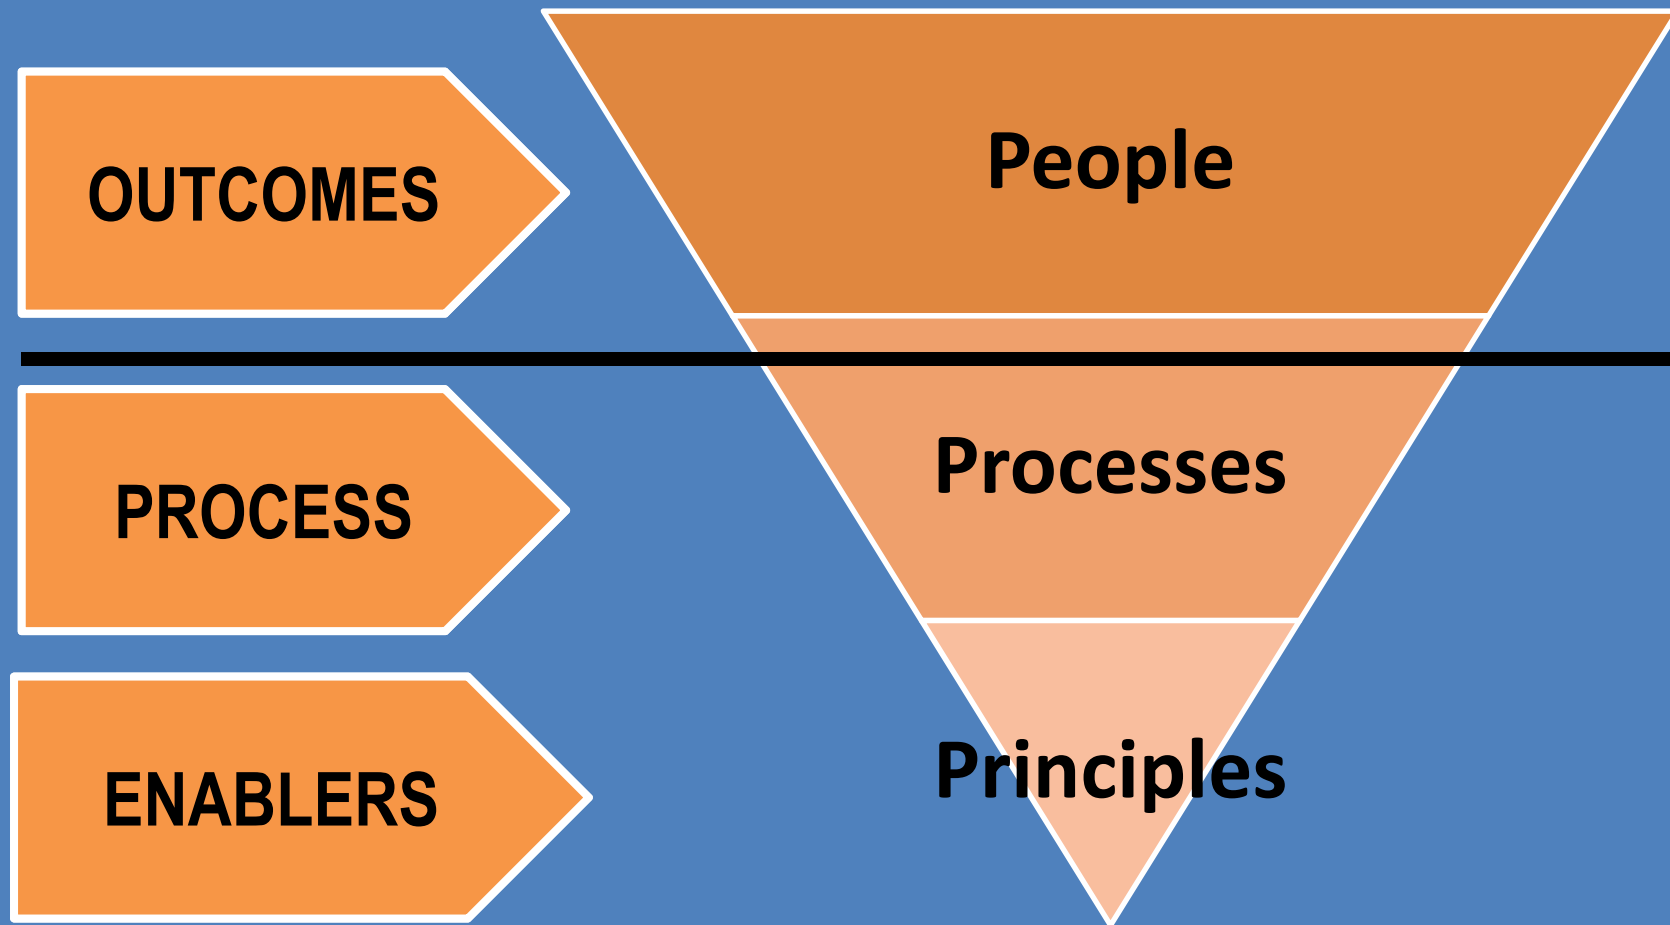 OUTCOMES
People
PROCESS
Processes
ENABLERS
Principles